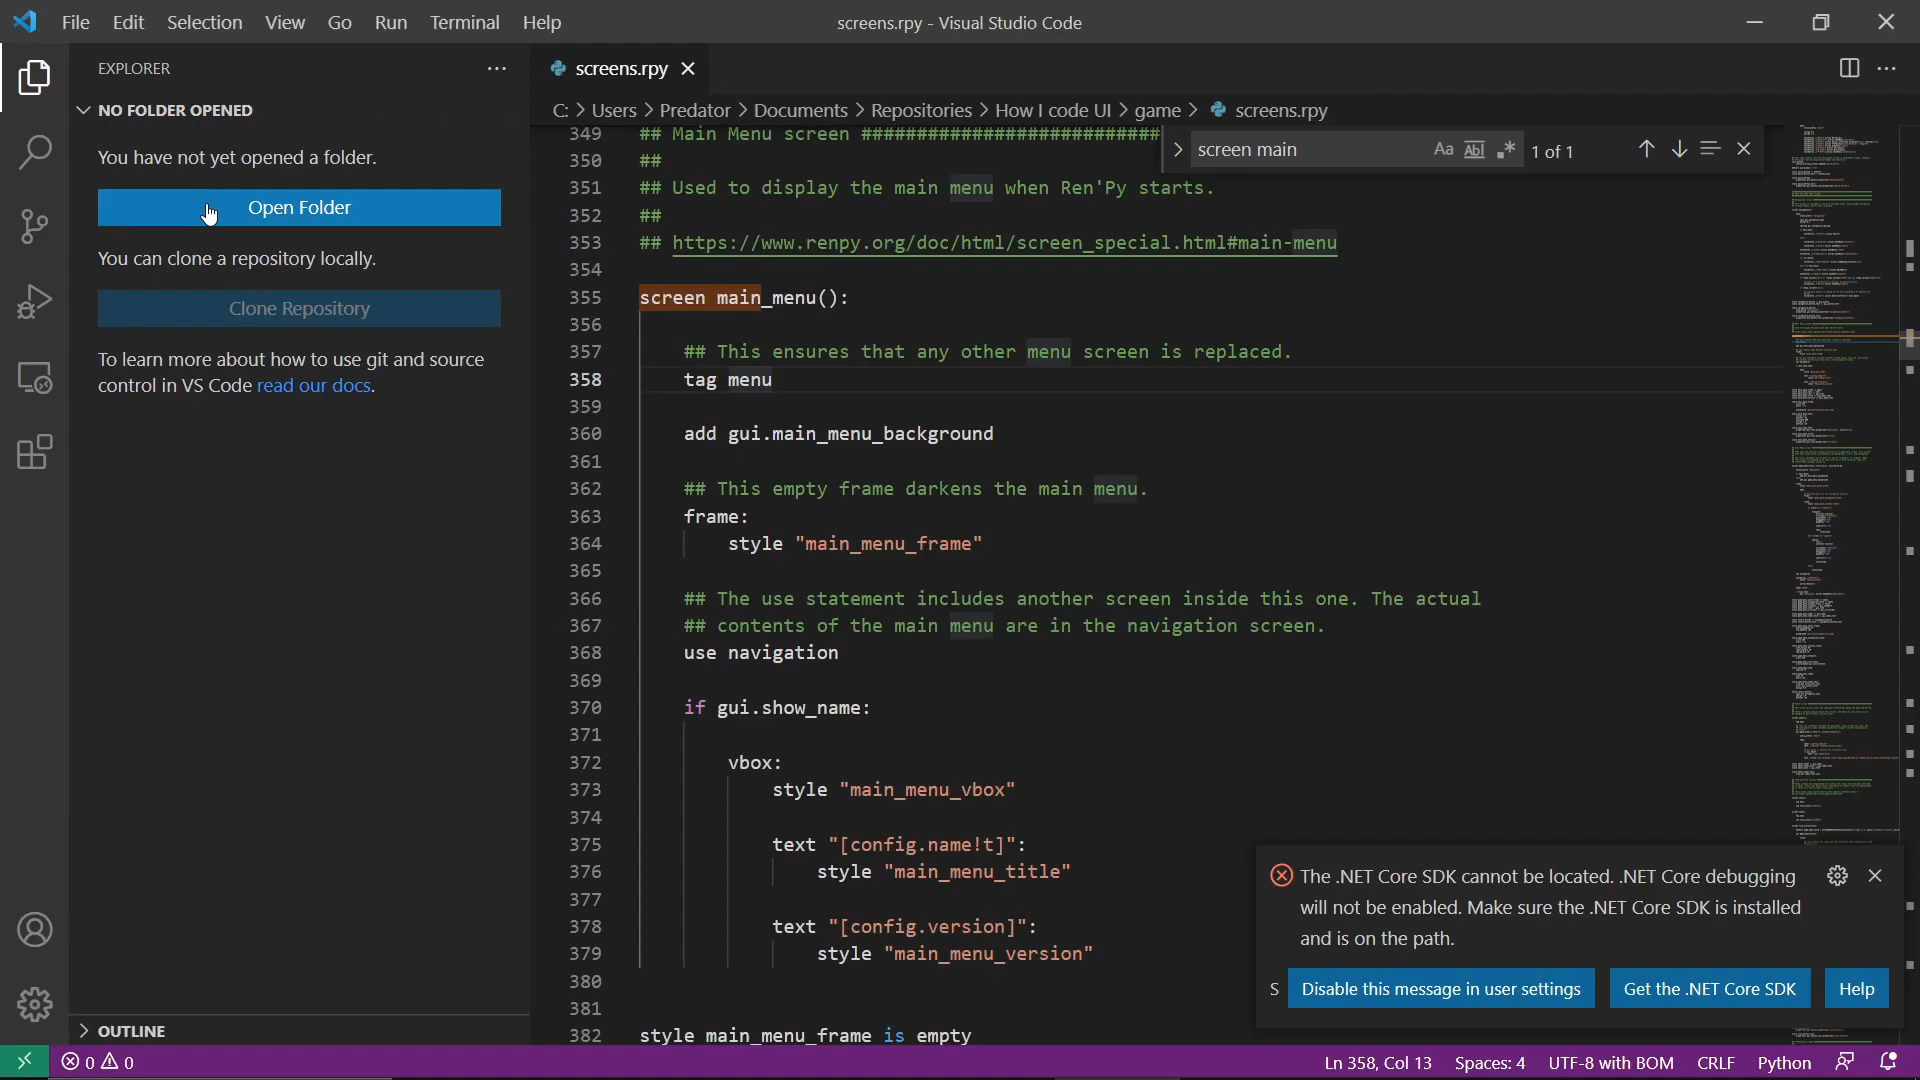 File Edit Selection View Go Run Terminal Help
screens.rpy - Visual Studio Code
EXPLORER
NO FOLDER OPENED
You have not yet opened a folder.
Open Folder
You can clone a repository locally.
Clone Repository
To learn more about how to use git and source
control in VS Code read our docs.
OUTLINE
screens.rpy
C: > Users > Predator > Documents > Repositories > How I code UI > game > screens.rpy
screen main
Aa Abl .* 1 of 1
349 ## Main Menu screen ###########################
350 ##
351 ## Used to display the main menu when Ren'Py starts.
352 ##
353 ## https://www.renpy.org/doc/html/screen_special.html#main-menu
354
355 screen main_menu():
356
357 ## This ensures that any other menu screen is replaced.
358 tag menu
359
360 add gui.main_menu_background
361
362 ## This empty frame darkens the main menu.
363 frame:
364 style "main_menu_frame"
365
366 ## The use statement includes another screen inside this one. The actual
367 ## contents of the main menu are in the navigation screen.
368 use navigation
369
370 if gui.show_name:
371
372 vbox:
373 style "main_menu_vbox"
374
375 text "[config.name!t]":
376 style "main_menu_title"
377
378 text "[config.version]":
379 style "main_menu_version"
380
381
382 style main_menu_frame is empty
The .NET Core SDK cannot be located. .NET Core debugging
will not be enabled. Make sure the .NET Core SDK is installed
and is on the path.
S Disable this message in user settings Get the .NET Core SDK Help
0 0
Ln 358, Col 13 Spaces: 4 UTF-8 with BOM CRLF Python